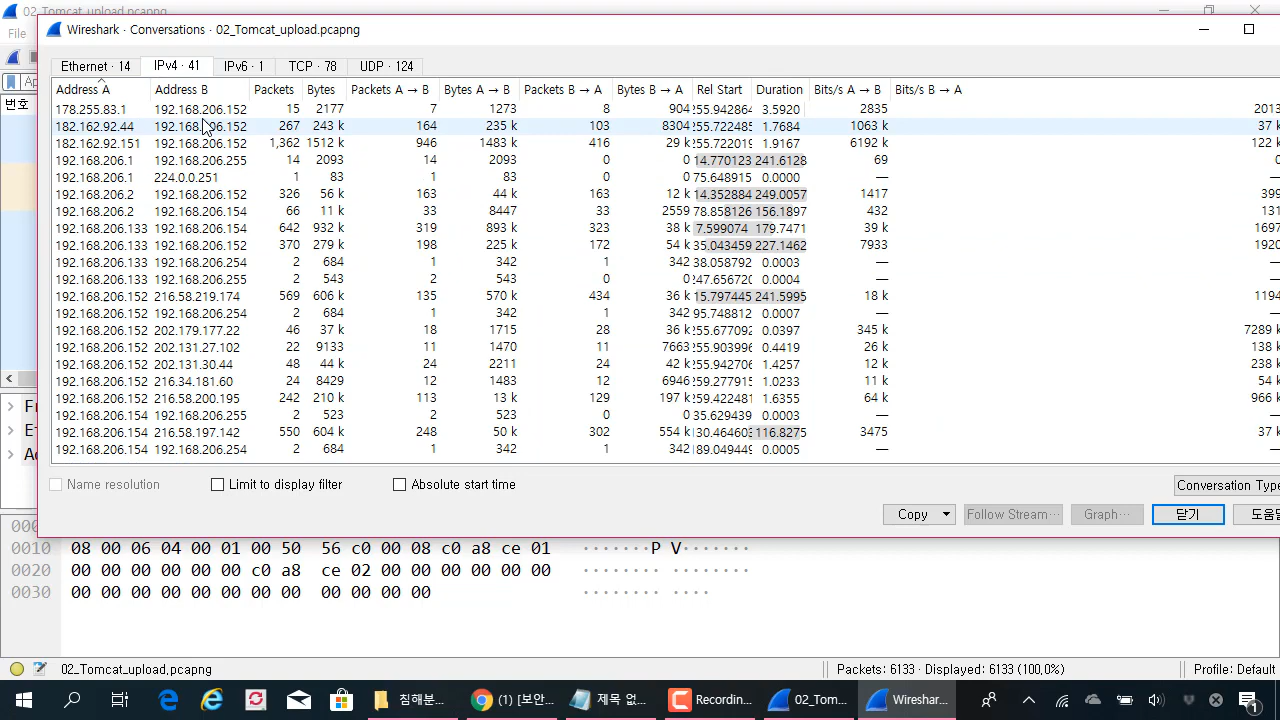 02_Tomcat_upload.pcapng
File
Wireshark · Conversations · 02_Tomcat_upload.pcapng
Ethernet · 14 IPv4 · 41 IPv6 · 1 TCP · 78 UDP · 124
번호
Address A Address B Packets Bytes Packets A → B Bytes A → B Packets B → A Bytes B → A Rel Start Duration Bits/s A → B Bits/s B → A
178.255.83.1 192.168.206.152 15 2177 7 1273 8 904 255.942864 3.5920 2835 2013
182.162.92.44 192.168.206.152 267 243 k 164 235 k 103 8304 255.722485 1.7684 1063 k 37 k
182.162.92.151 192.168.206.152 1,362 1512 k 946 1483 k 416 29 k 255.722019 1.9167 6192 k 122 k
192.168.206.1 192.168.206.255 14 2093 14 2093 0 0 14.770123 241.6128 69
192.168.206.1 224.0.0.251 1 83 1 83 0 0 75.648915 0.0000 —
192.168.206.2 192.168.206.152 326 56 k 163 44 k 163 12 k 14.352884 249.0057 1417 399
192.168.206.2 192.168.206.154 66 11 k 33 8447 33 2559 78.858126 156.1897 432 131
192.168.206.133 192.168.206.154 642 932 k 319 893 k 323 38 k 7.599074 179.7471 39 k 1697
192.168.206.133 192.168.206.152 370 279 k 198 225 k 172 54 k 35.043459 227.1462 7933 1920
192.168.206.133 192.168.206.254 2 684 1 342 1 342 38.058792 0.0003 —
192.168.206.133 192.168.206.255 2 543 2 543 0 0 247.656720 0.0004 —
192.168.206.152 216.58.219.174 569 606 k 135 570 k 434 36 k 15.797445 241.5995 18 k 1194
192.168.206.152 192.168.206.254 2 684 1 342 1 342 95.748812 0.0007 —
192.168.206.152 202.179.177.22 46 37 k 18 1715 28 36 k 255.677092 0.0397 345 k 7289 k
192.168.206.152 202.131.27.102 22 9133 11 1470 11 7663 255.903996 0.4419 26 k 138 k
192.168.206.152 202.131.30.44 48 44 k 24 2211 24 42 k 255.942706 1.4257 12 k 238 k
192.168.206.152 216.34.181.60 24 8429 12 1483 12 6946 259.277915 1.0233 11 k 54 k
192.168.206.152 216.58.200.195 242 210 k 113 13 k 129 197 k 259.422481 1.6355 64 k 966 k
192.168.206.154 192.168.206.255 2 523 2 523 0 0 35.629439 0.0003 —
192.168.206.154 216.58.197.142 550 604 k 248 50 k 302 554 k 30.464603 116.8275 3475 37 k
192.168.206.154 192.168.206.254 2 684 1 342 1 342 89.049449 0.0005 —
Name resolution Limit to display filter Absolute start time Conversation Type
Copy Follow Stream··· Graph··· 닫기
0010 08 00 06 04 00 01 00 50 56 c0 00 08 c0 a8 ce 01 ·······P V·······
0020 00 00 00 00 00 00 c0 a8 ce 02 00 00 00 00 00 00 ········ ········
0030 00 00 00 00 00 00 00 00 00 00 00 00 ········ ····
02_Tomcat_upload.pcapng Packets: 6133 · Displayed: 6133 (100.0%) Profile: Default
침해분... (1) [보안... 제목 없... Recordin... 02_Tom... Wireshar... 1